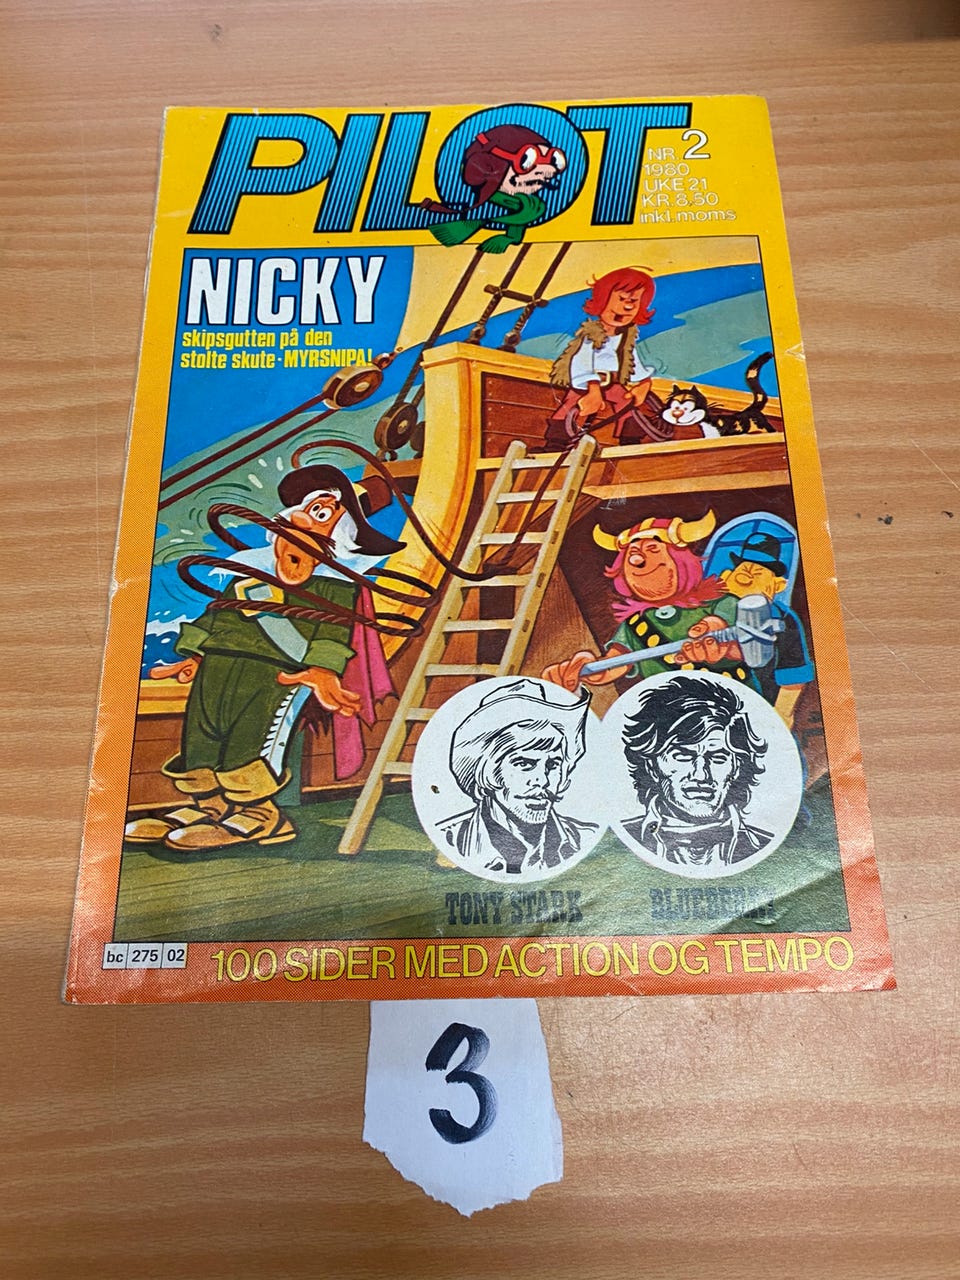 PILOT
NR. 2
1980
UKE 21
KR. 8,50
inkl. moms
NICKY
skipsgutten på den
stolte skute - MYRSNIPA!
TONY STARK
BLUEBERRY
bc 275 02
100 SIDER MED ACTION OG TEMPO
3